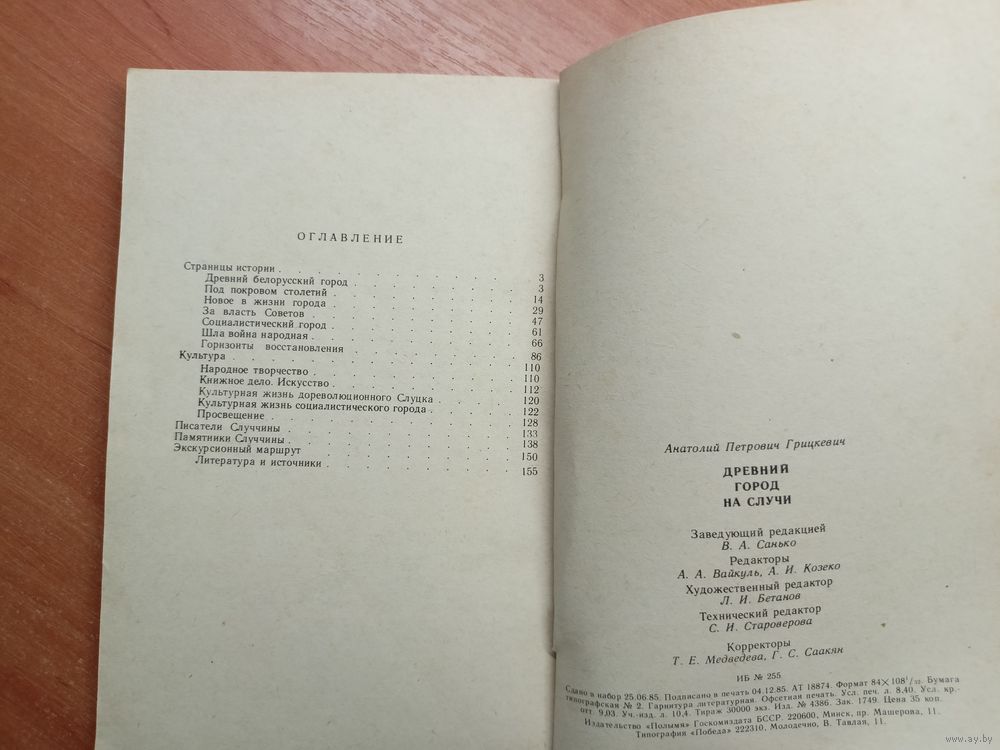 ОГЛАВЛЕНИЕ
Страницы истории . . . . . . . . . . 3
Древний белорусский город . . . . . . . . 3
Под покровом столетий . . . . . . . . . 14
Новое в жизни города . . . . . . . . . 29
За власть Советов . . . . . . . . . . 47
Социалистический город . . . . . . . . . 61
Шла война народная . . . . . . . . . . 66
Горизонты восстановления . . . . . . . . 86
Культура . . . . . . . . . . . . 110
Народное творчество . . . . . . . . . 110
Книжное дело. Искусство . . . . . . . . 112
Культурная жизнь дореволюционного Слуцка . . . . 120
Культурная жизнь социалистического города . . . . 122
Просвещение . . . . . . . . . . . 128
Писатели Случчины . . . . . . . . . . 133
Памятники Случчины . . . . . . . . . . 138
Экскурсионный маршрут . . . . . . . . . 150
Литература и источники . . . . . . . . . 155
Анатолий Петрович Грицкевич
ДРЕВНИЙ
ГОРОД
НА СЛУЧИ
Заведующий редакцией
В. А. Санько
Редакторы
А. А. Вайкуль, А. И. Козеко
Художественный редактор
Л. И. Бетанов
Технический редактор
С. И. Староверова
Корректоры
Т. Е. Медведева, Г. С. Саакян
ИБ № 255
Сдано в набор 25.06.85. Подписано в печать 04.12.85. АТ 18874. Формат 84×108¹/₃₂. Бумага
типографская № 2. Гарнитура литературная. Офсетная печать. Усл. печ. л. 8,40. Усл. кр.-
отт. 9,03. Уч.-изд. л. 10,4. Тираж 30000 экз. Изд. № 4386. Зак. 1749. Цена 35 коп.
Издательство «Полымя» Госкомиздата БССР. 220600, Минск, пр. Машерова, 11.
Типография «Победа» 222310, Молодечно, В. Тавлая, 11.
www.ay.by